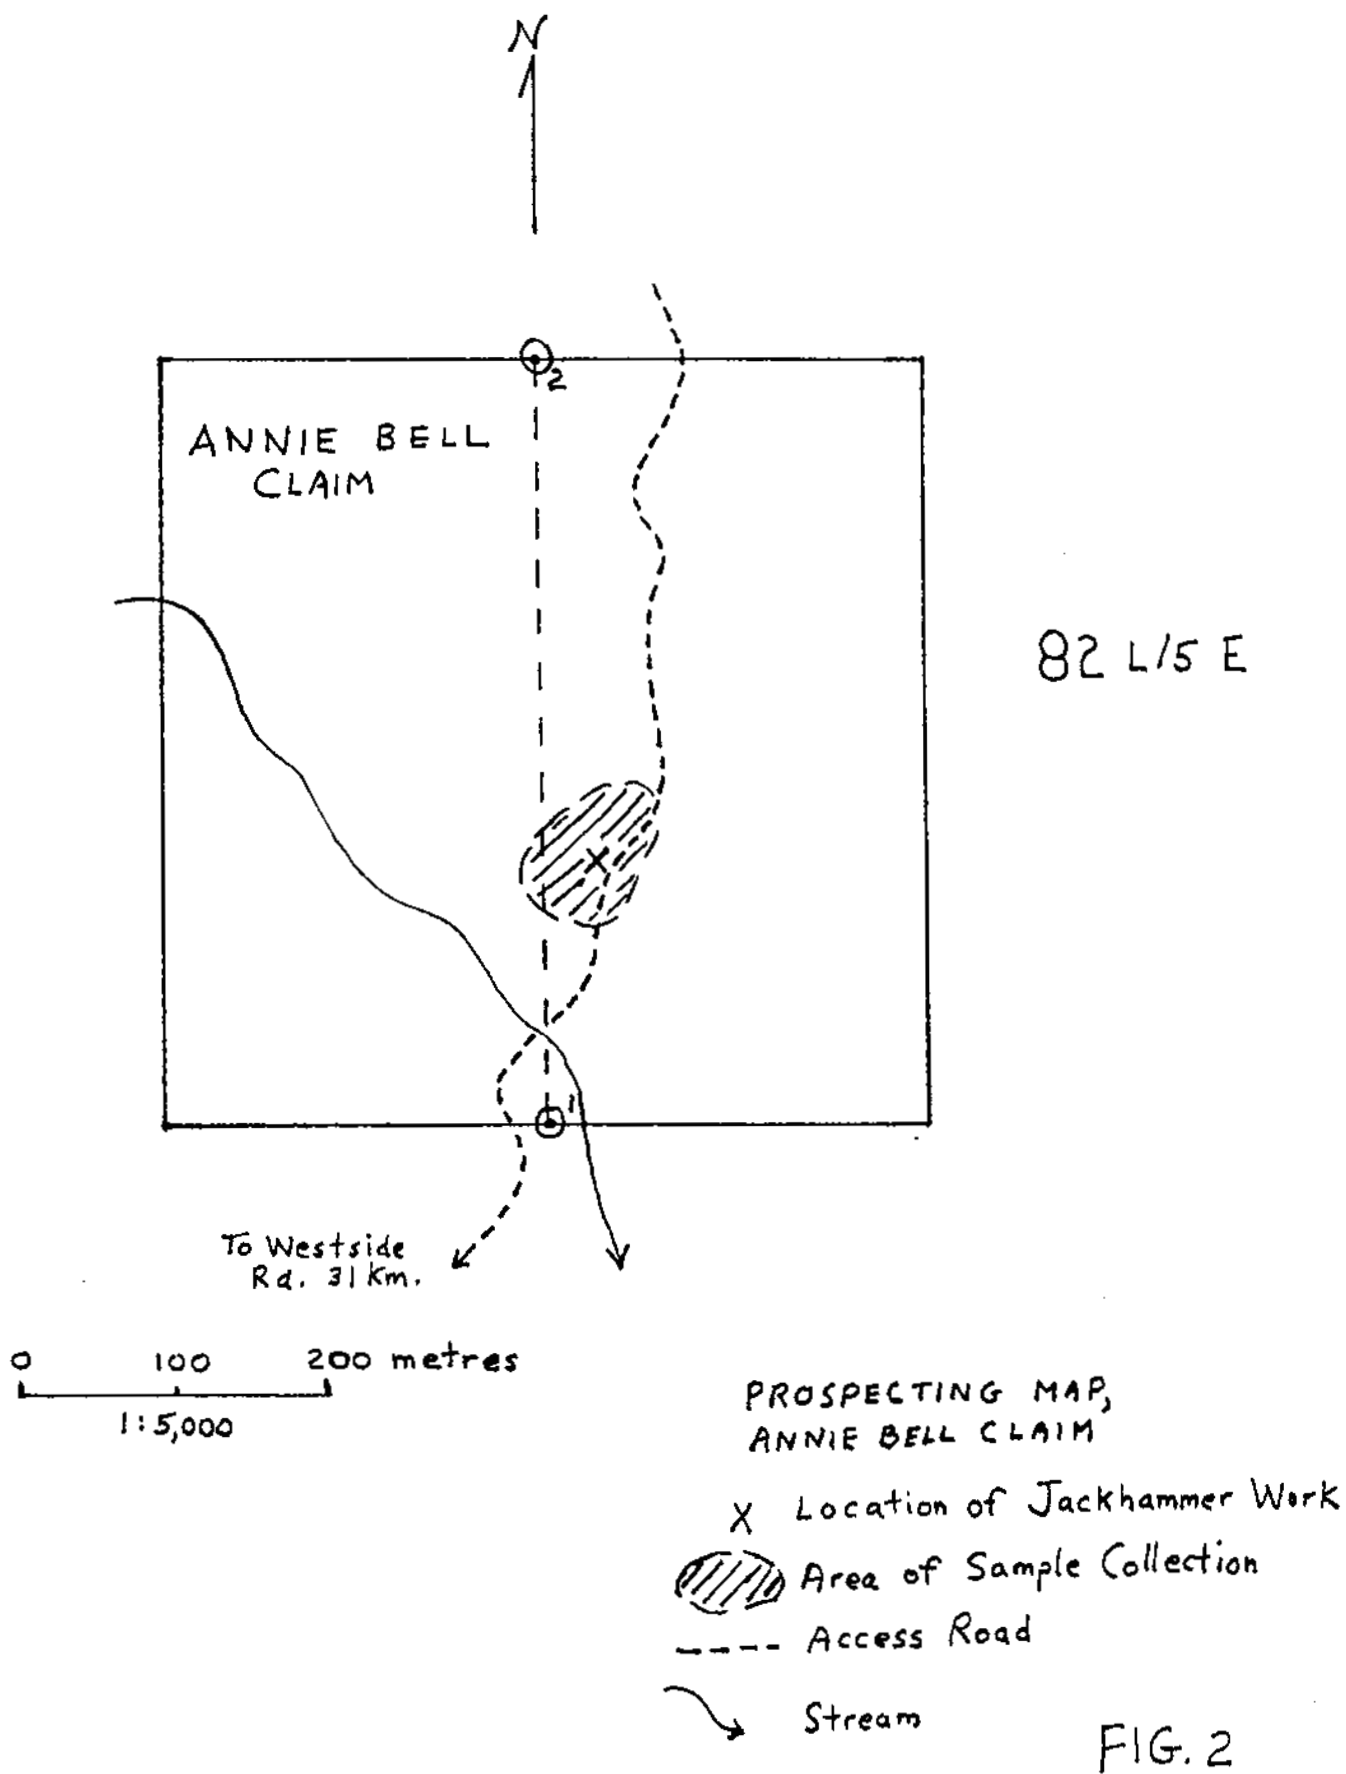 N
2
ANNIE BELL
CLAIM
82 L/5 E
1
To Westside
Rd. 31 Km.
0 100 200 metres
1:5,000
PROSPECTING MAP,
ANNIE BELL CLAIM
X Location of Jackhammer Work
Area of Sample Collection
Access Road
Stream
FIG. 2